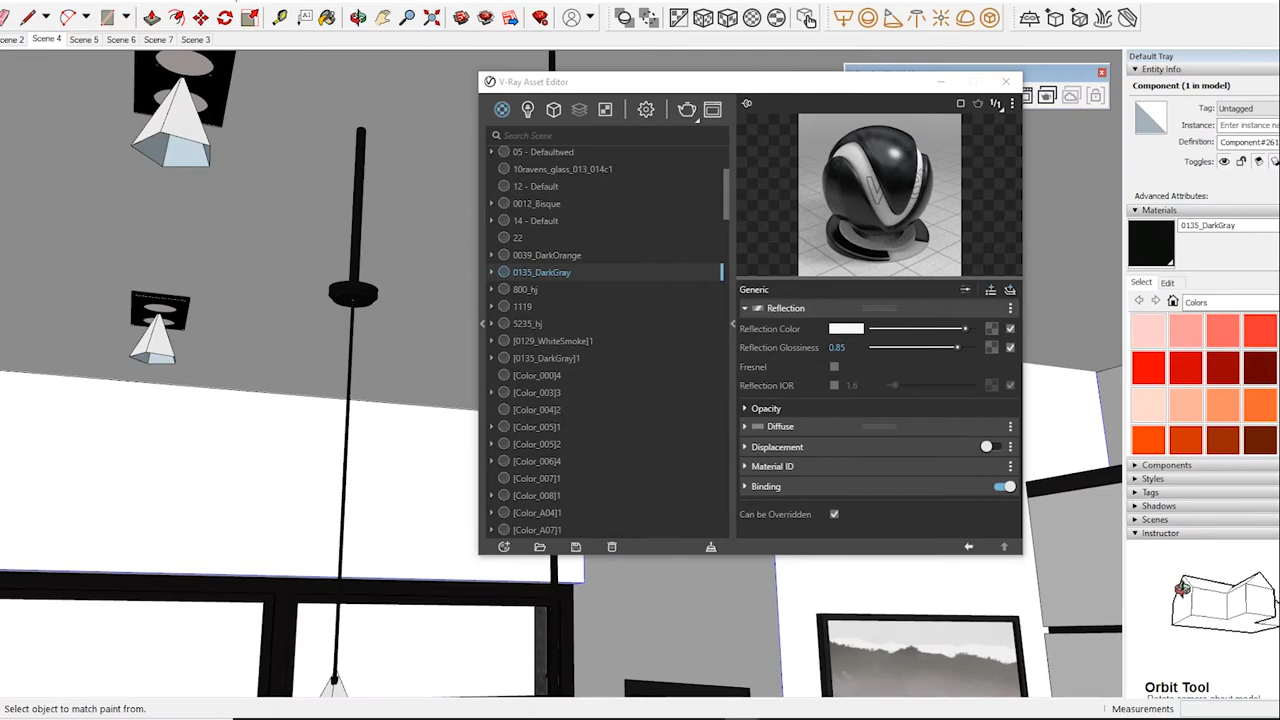 cene 2
Scene 4
Scene 5
Scene 6
Scene 7
Scene 3
V-Ray Asset Editor
Search Scene
05 - Defaultwed
10ravens_glass_013_014c1
12 - Default
0012_Bisque
14 - Default
22
0039_DarkOrange
0135_DarkGray
800_hj
1119
5235_hj
[0129_WhiteSmoke]1
[0135_DarkGray]1
[Color_000]4
[Color_003]3
[Color_004]2
[Color_005]1
[Color_005]2
[Color_006]4
[Color_007]1
[Color_008]1
[Color_A04]1
[Color_A07]1
1/1
Generic
Reflection
Reflection Color
Reflection Glossiness 0.85
Fresnel
Reflection IOR 1.6
Opacity
Diffuse
Displacement
Material ID
Binding
Can be Overridden
Default Tray
Entity Info
Component (1 in model)
Tag: Untagged
Instance: Enter instance na
Definition: Component#261
Toggles:
Advanced Attributes:
Materials
0135_DarkGray
Select Edit
Colors
Components
Styles
Tags
Shadows
Scenes
Instructor
Orbit Tool
Select object to match paint from.
Measurements